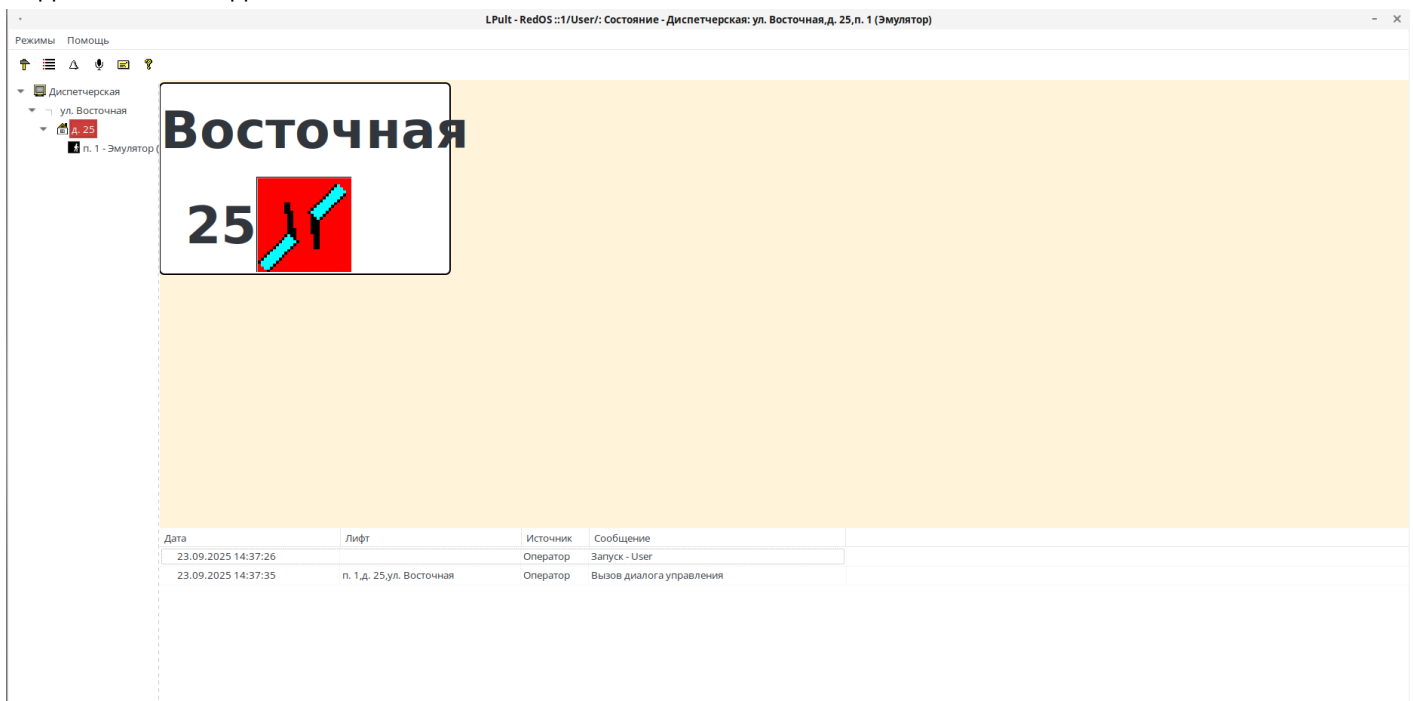 LPult - RedOS ::1/User/: Состояние - Диспетчерская: ул. Восточная,д. 25,п. 1 (Эмулятор)
Режимы Помощь
Диспетчерская
ул. Восточная
д. 25
п. 1 - Эмулятор (
Восточная
25
Дата Лифт Источник Сообщение
23.09.2025 14:37:26 Оператор Запуск - User
23.09.2025 14:37:35 п. 1,д. 25,ул. Восточная Оператор Вызов диалога управления